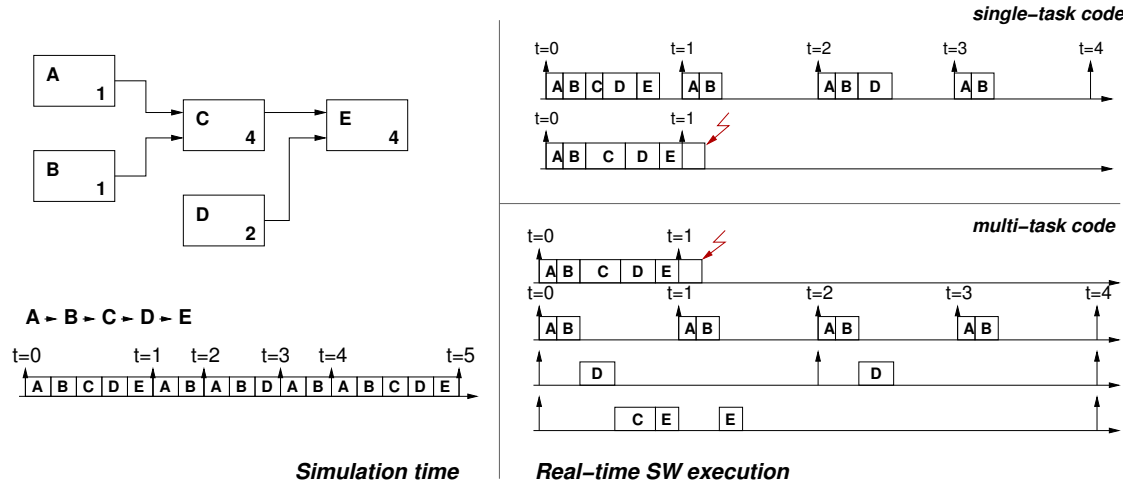 single−task code
t=0 t=1 t=2 t=3 t=4
A B C D E A B A B D A B
t=0 t=1
A B C D E
A
1
B
1
C
4
D
2
E
4
A B C D E
t=0 t=1 t=2 t=3 t=4 t=5
A B C D E A B A B D A B A B C D E
Simulation time
multi−task code
t=0 t=1
A B C D E
t=0 t=1 t=2 t=3 t=4
A B A B A B A B
D D
C E E
Real−time SW execution